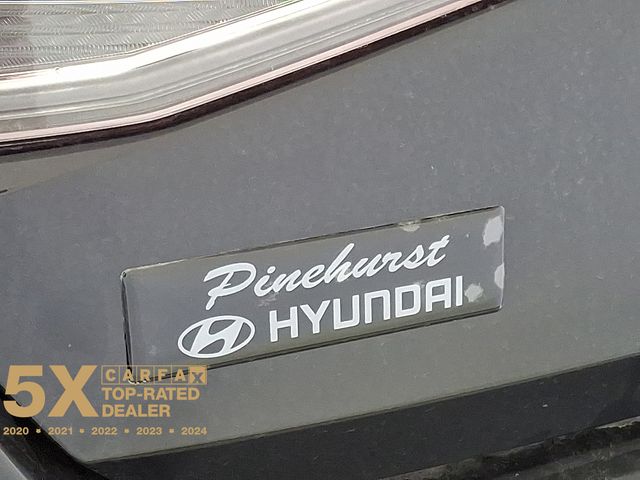 Pinehurst
HYUNDAI
5X
CARFAX
TOP-RATED
DEALER
2020 • 2021 • 2022 • 2023 • 2024